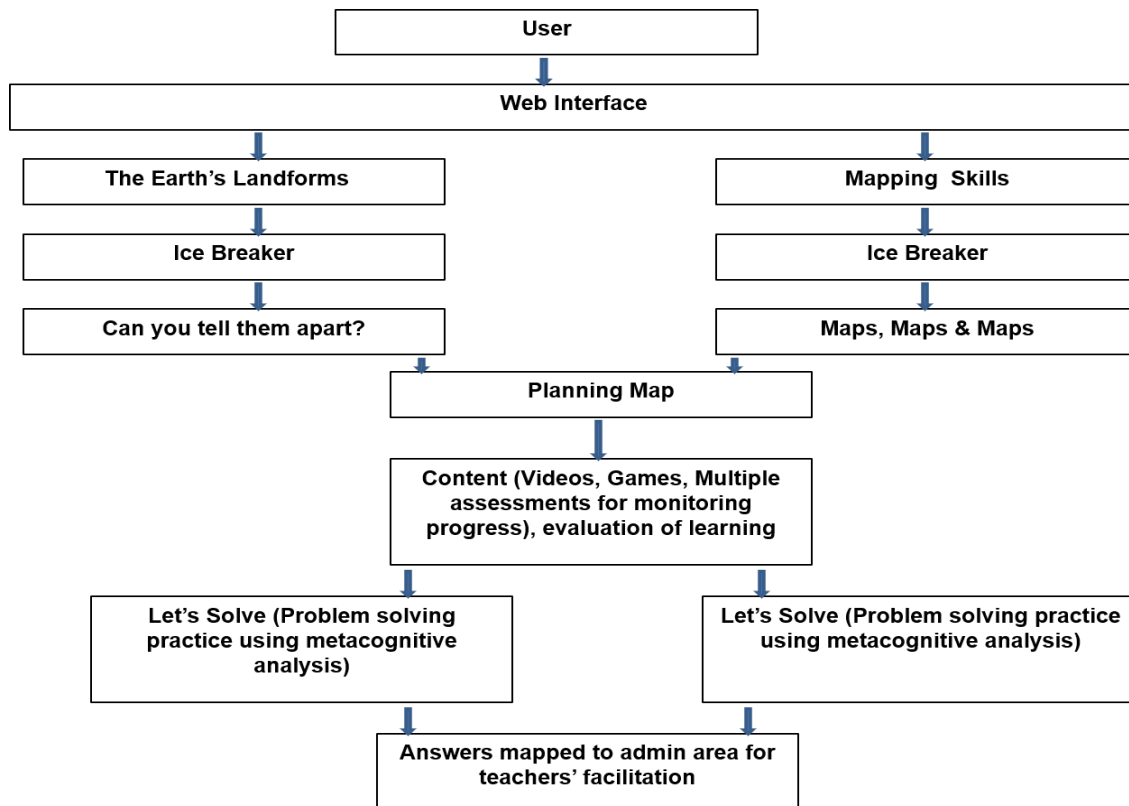 User
Web Interface
The Earth’s Landforms
Mapping Skills
Ice Breaker
Ice Breaker
Can you tell them apart?
Maps, Maps & Maps
Planning Map
Content (Videos, Games, Multiple
assessments for monitoring
progress), evaluation of learning
Let’s Solve (Problem solving
practice using metacognitive
analysis)
Let’s Solve (Problem solving practice
using metacognitive analysis)
Answers mapped to admin area for
teachers’ facilitation